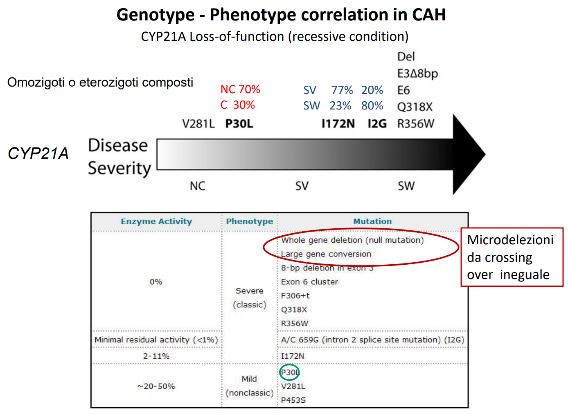 Genotype - Phenotype correlation in CAH
CYP21A Loss-of-function (recessive condition)
Del
E3Δ8bp
Omozigoti o eterozigoti composti NC 70% SV 77% 20% E6
C 30% SW 23% 80% Q318X
V281L P30L I172N I2G R356W
CYP21A Disease Severity
NC SV SW
Enzyme Activity Phenotype Mutation
Whole gene deletion (null mutation)
Large gene conversion
8-bp deletion in exon 3
0% Severe (classic) Exon 6 cluster
F306+t
Q318X
R356W
Minimal residual activity (<1%) A/C 659G (intron 2 splice site mutation) (I2G)
2-11% I172N
~20-50% Mild (nonclassic) P30L
V281L
P453S
Microdelezioni
da crossing
over ineguale